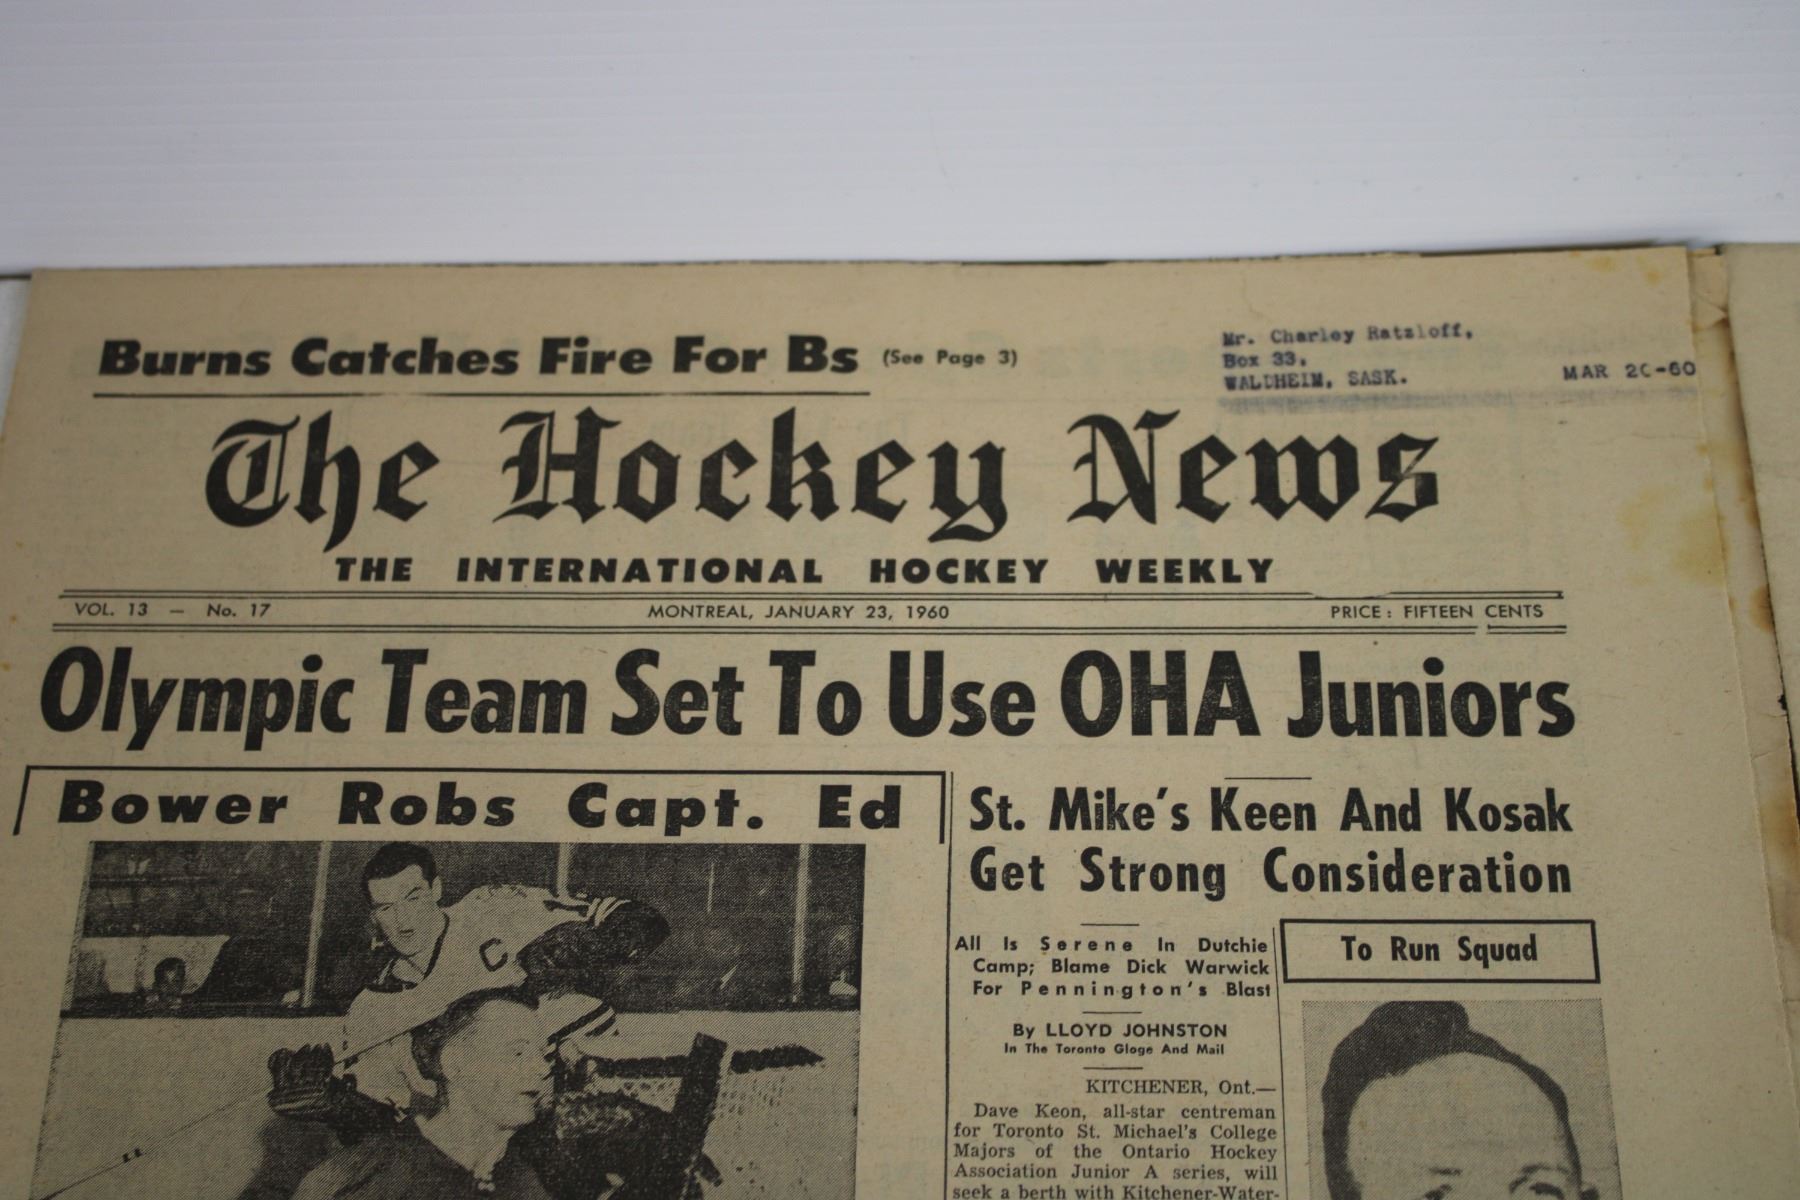 Burns Catches Fire For Bs (See Page 3)
Mr. Charley Ratzloff,
Box 33,
WALDHEIM, SASK.
MAR 20-60
The Hockey News
THE INTERNATIONAL HOCKEY WEEKLY
VOL. 13 — No. 17 MONTREAL, JANUARY 23, 1960 PRICE: FIFTEEN CENTS
Olympic Team Set To Use OHA Juniors
Bower Robs Capt. Ed
C
St. Mike's Keen And Kosak
Get Strong Consideration
All Is Serene In Dutchie
Camp; Blame Dick Warwick
For Pennington's Blast
By LLOYD JOHNSTON
In The Toronto Gloge And Mail
KITCHENER, Ont.—
Dave Keon, all-star centreman
for Toronto St. Michael's College
Majors of the Ontario Hockey
Association Junior A series, will
seek a berth with Kitchener-Water-
To Run Squad